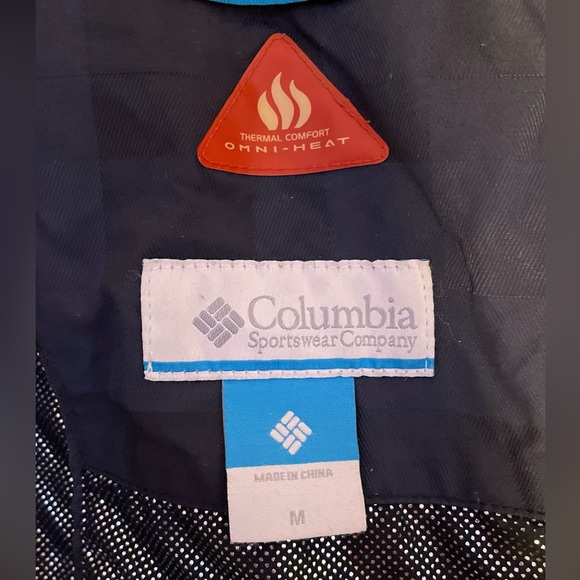 THERMAL COMFORT
OMNI-HEAT
Columbia
Sportswear Company
MADE IN CHINA
M